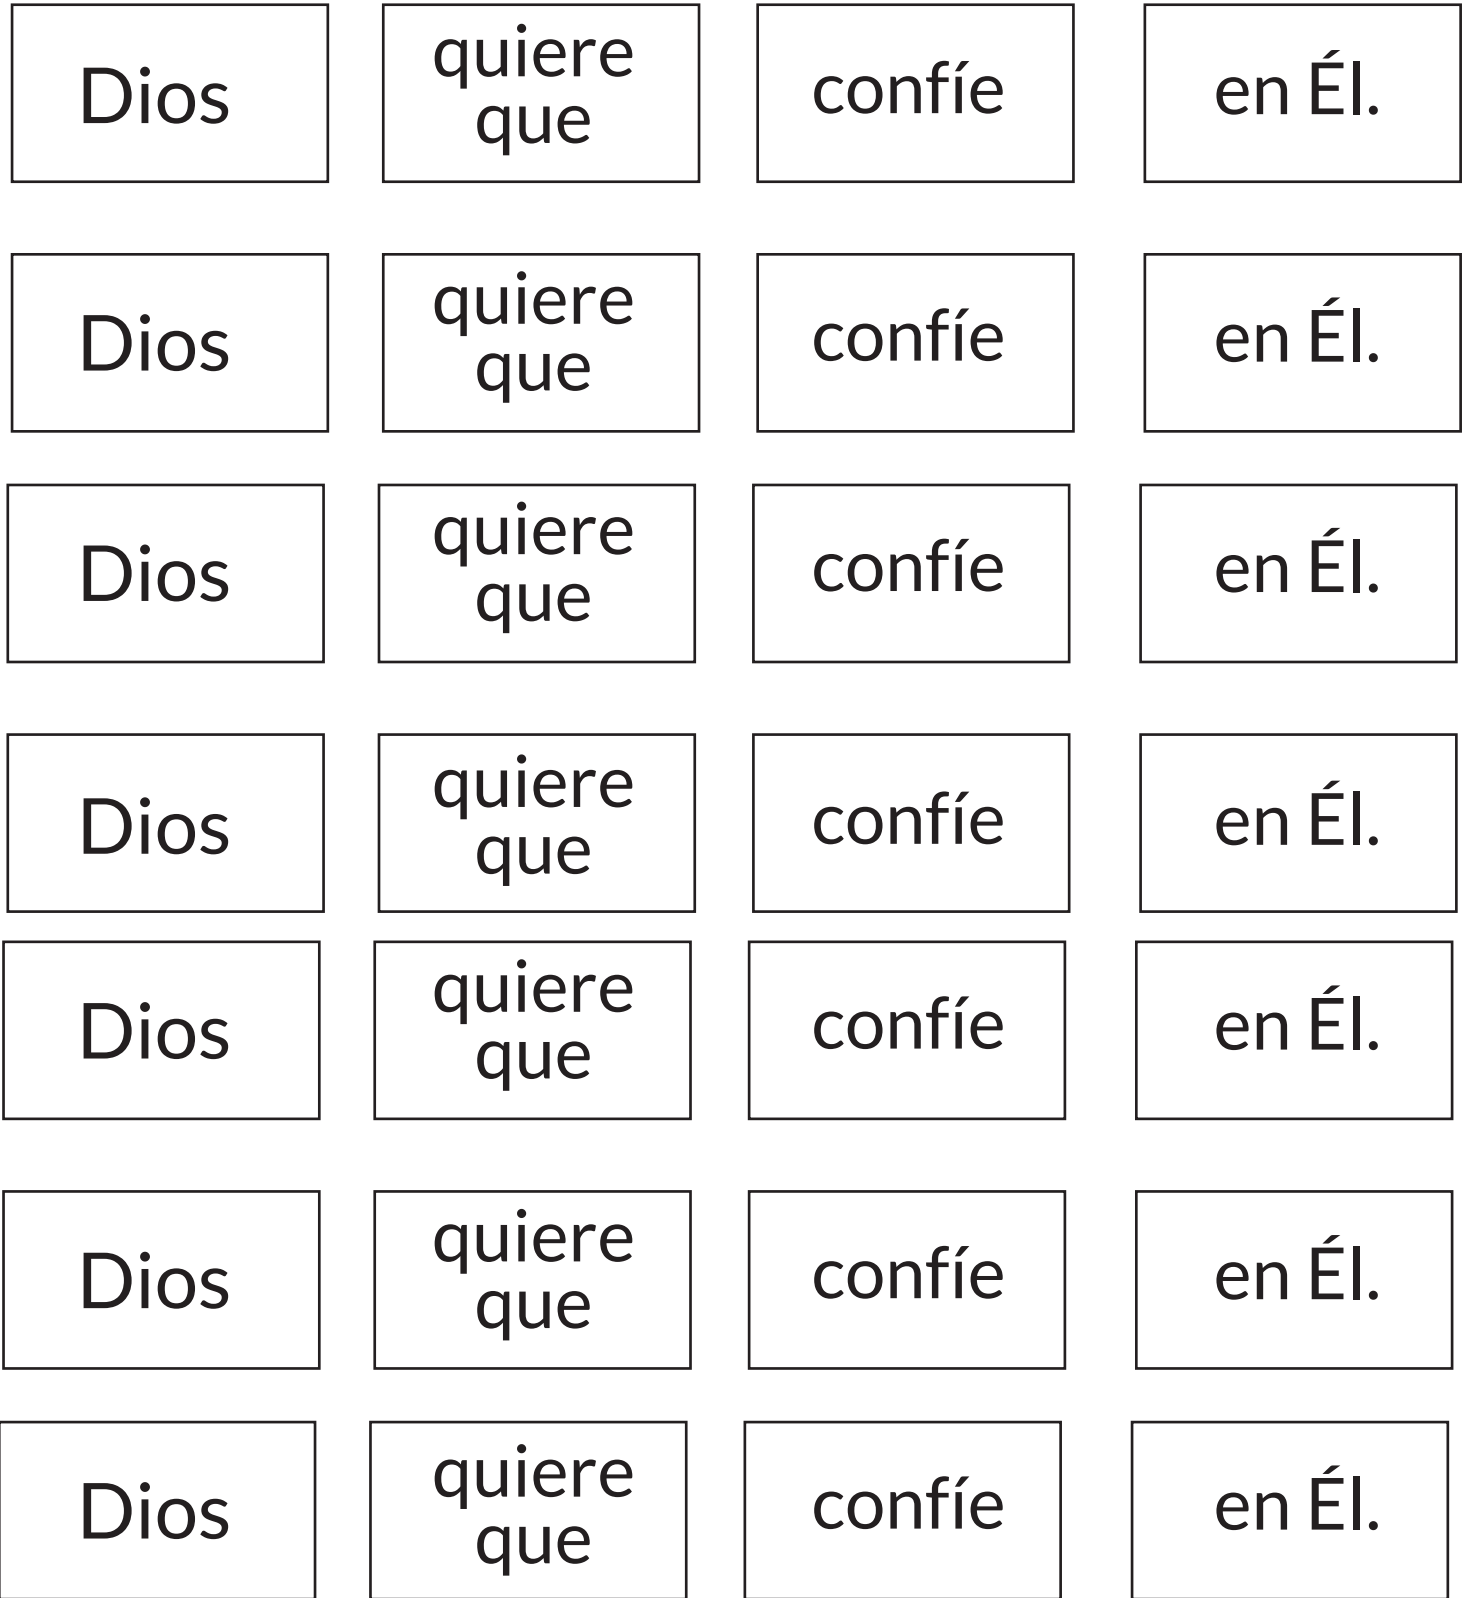 Dios
quiere
que
confíe
en Él.
Dios
quiere
que
confíe
en Él.
Dios
quiere
que
confíe
en Él.
Dios
quiere
que
confíe
en Él.
Dios
quiere
que
confíe
en Él.
Dios
quiere
que
confíe
en Él.
Dios
quiere
que
confíe
en Él.